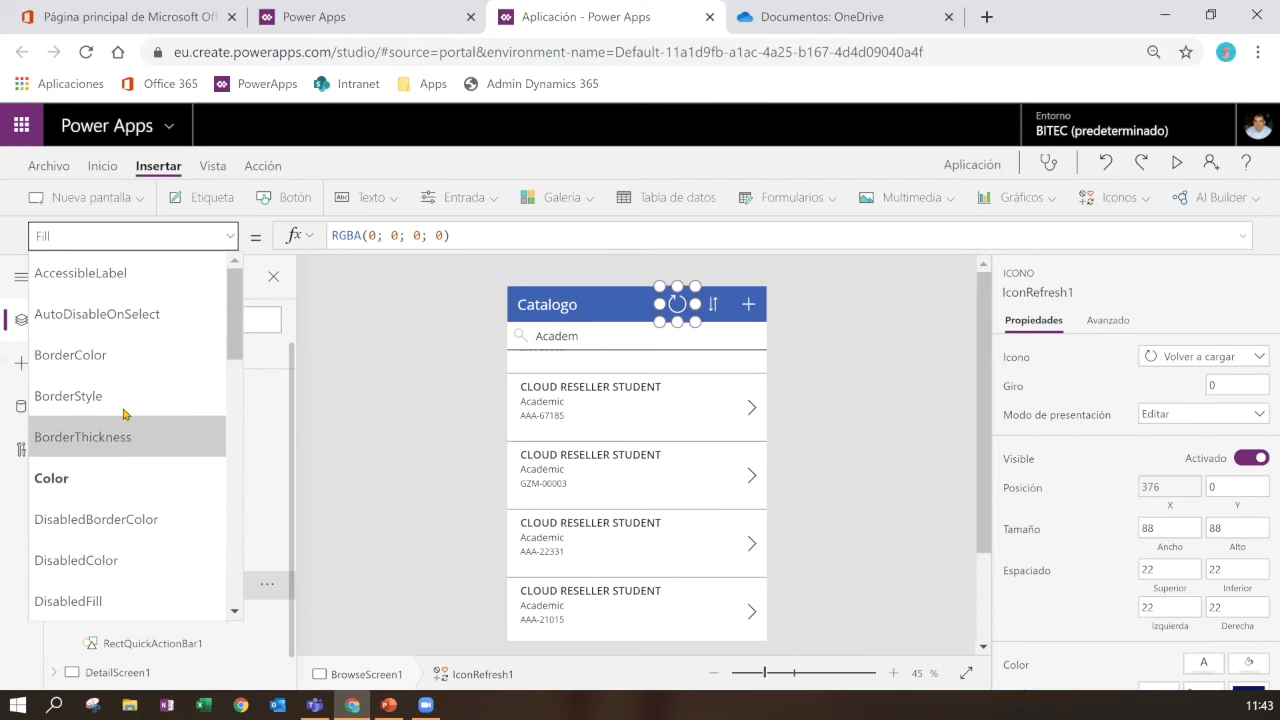 Página principal de Microsoft Off
Power Apps
Aplicación - Power Apps
Documentos: OneDrive
eu.create.powerapps.com/studio/#source=portal&environment-name=Default-11a1d9fb-a1ac-4a25-b167-4d4d09040a4f
Aplicaciones
Office 365
PowerApps
Intranet
Apps
Admin Dynamics 365
Power Apps
Entorno
BITEC (predeterminado)
Archivo
Inicio
Insertar
Vista
Acción
Aplicación
Nueva pantalla
Etiqueta
Botón
Texto
Entrada
Galería
Tabla de datos
Formularios
Multimedia
Gráficos
Iconos
AI Builder
Fill
=
fx
RGBA(0; 0; 0; 0)
AccessibleLabel
AutoDisableOnSelect
BorderColor
BorderStyle
BorderThickness
Color
DisabledBorderColor
DisabledColor
DisabledFill
RectQuickActionBar1
DetailScreen1
Catalogo
Academ
CLOUD RESELLER STUDENT
Academic
AAA-67185
CLOUD RESELLER STUDENT
Academic
GZM-00003
CLOUD RESELLER STUDENT
Academic
AAA-22331
CLOUD RESELLER STUDENT
Academic
AAA-21015
BrowseScreen1
IconRefresh1
45 %
ICONO
IconRefresh1
Propiedades
Avanzado
Icono
Volver a cargar
Giro
0
Modo de presentación
Editar
Visible
Activado
Posición
376
0
X
Y
Tamaño
88
88
Ancho
Alto
Espaciado
22
22
Superior
Inferior
22
22
Izquierda
Derecha
Color
A
11:43